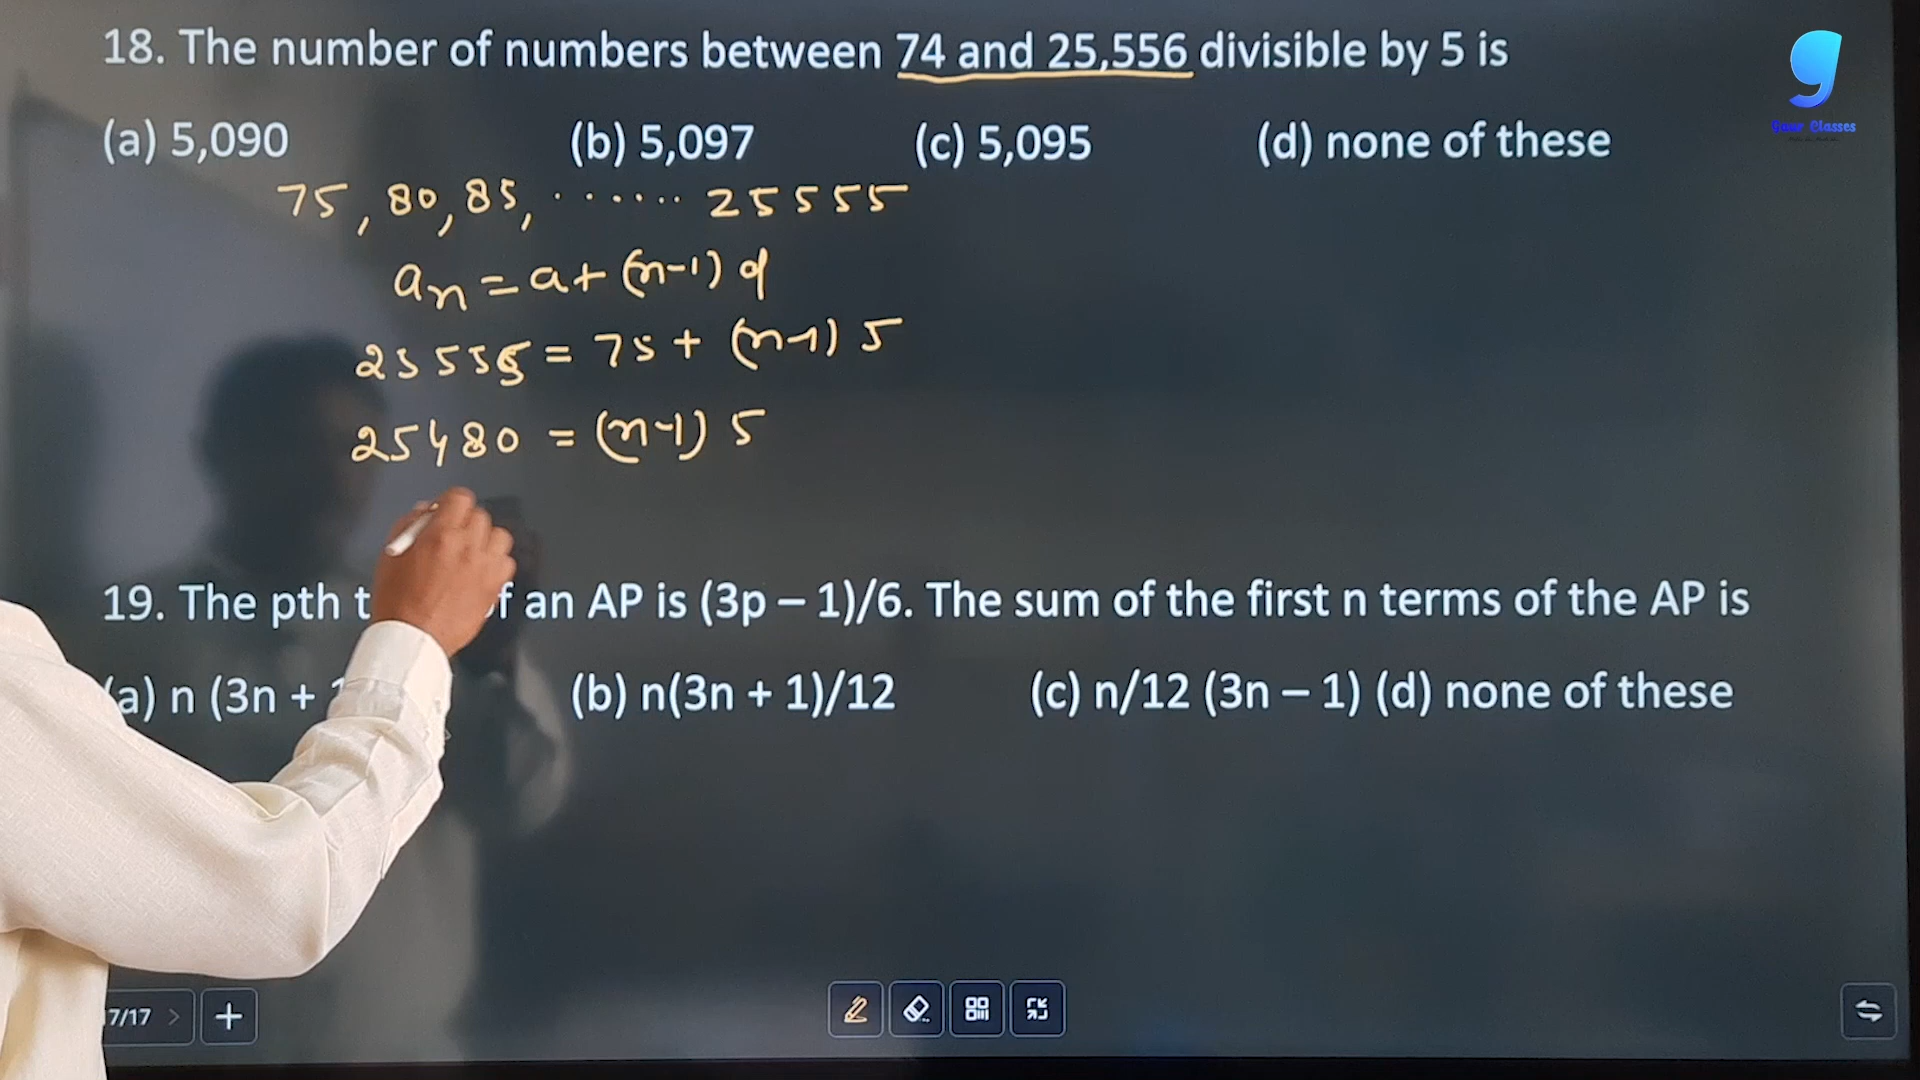 18. The number of numbers between 74 and 25,556 divisible by 5 is
(a) 5,090 (b) 5,097 (c) 5,095 (d) none of these
75, 80, 85, ...... 25555
an = a + (n-1) d
25555 = 75 + (n-1) 5
25480 = (n-1) 5
19. The pth t f an AP is (3p – 1)/6. The sum of the first n terms of the AP is
(a) n (3n + (b) n(3n + 1)/12 (c) n/12 (3n – 1) (d) none of these
7/17 > +
g
Classes